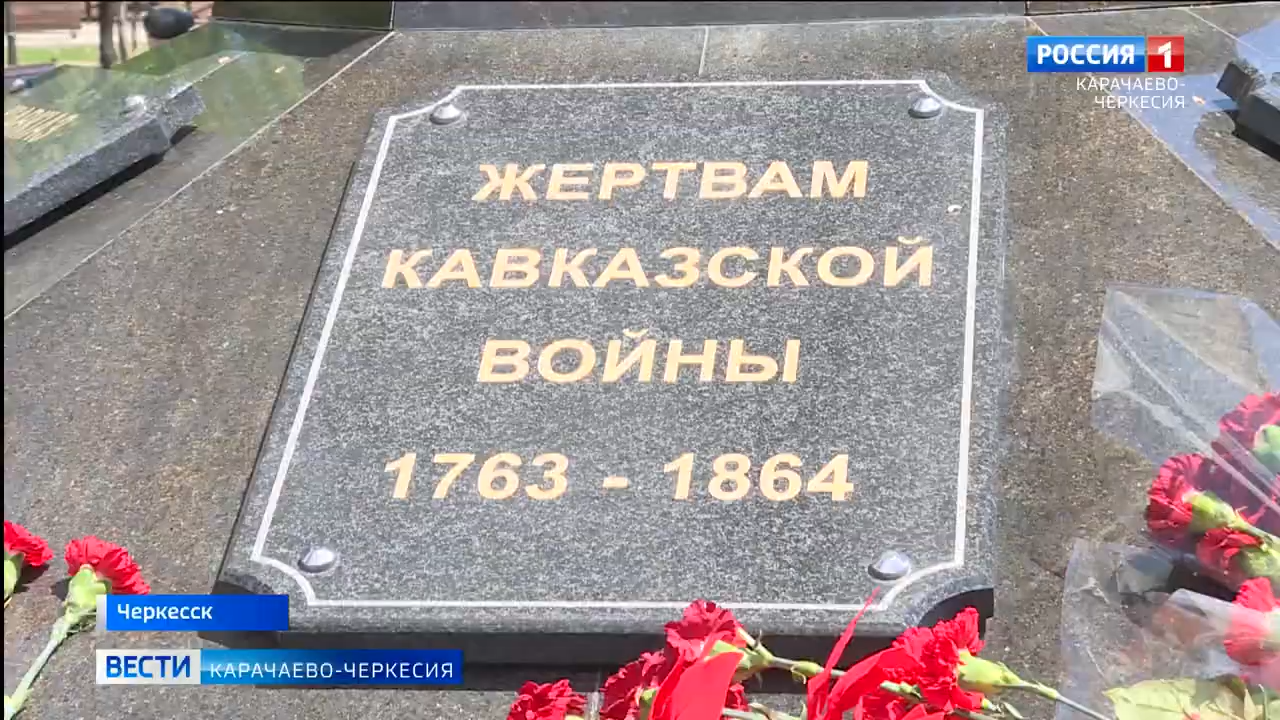 РОССИЯ 1
КАРАЧАЕВО-
ЧЕРКЕСИЯ
ЖЕРТВАМ
КАВКАЗСКОЙ
ВОЙНЫ
1763 - 1864
Черкесск
ВЕСТИ КАРАЧАЕВО-ЧЕРКЕСИЯ